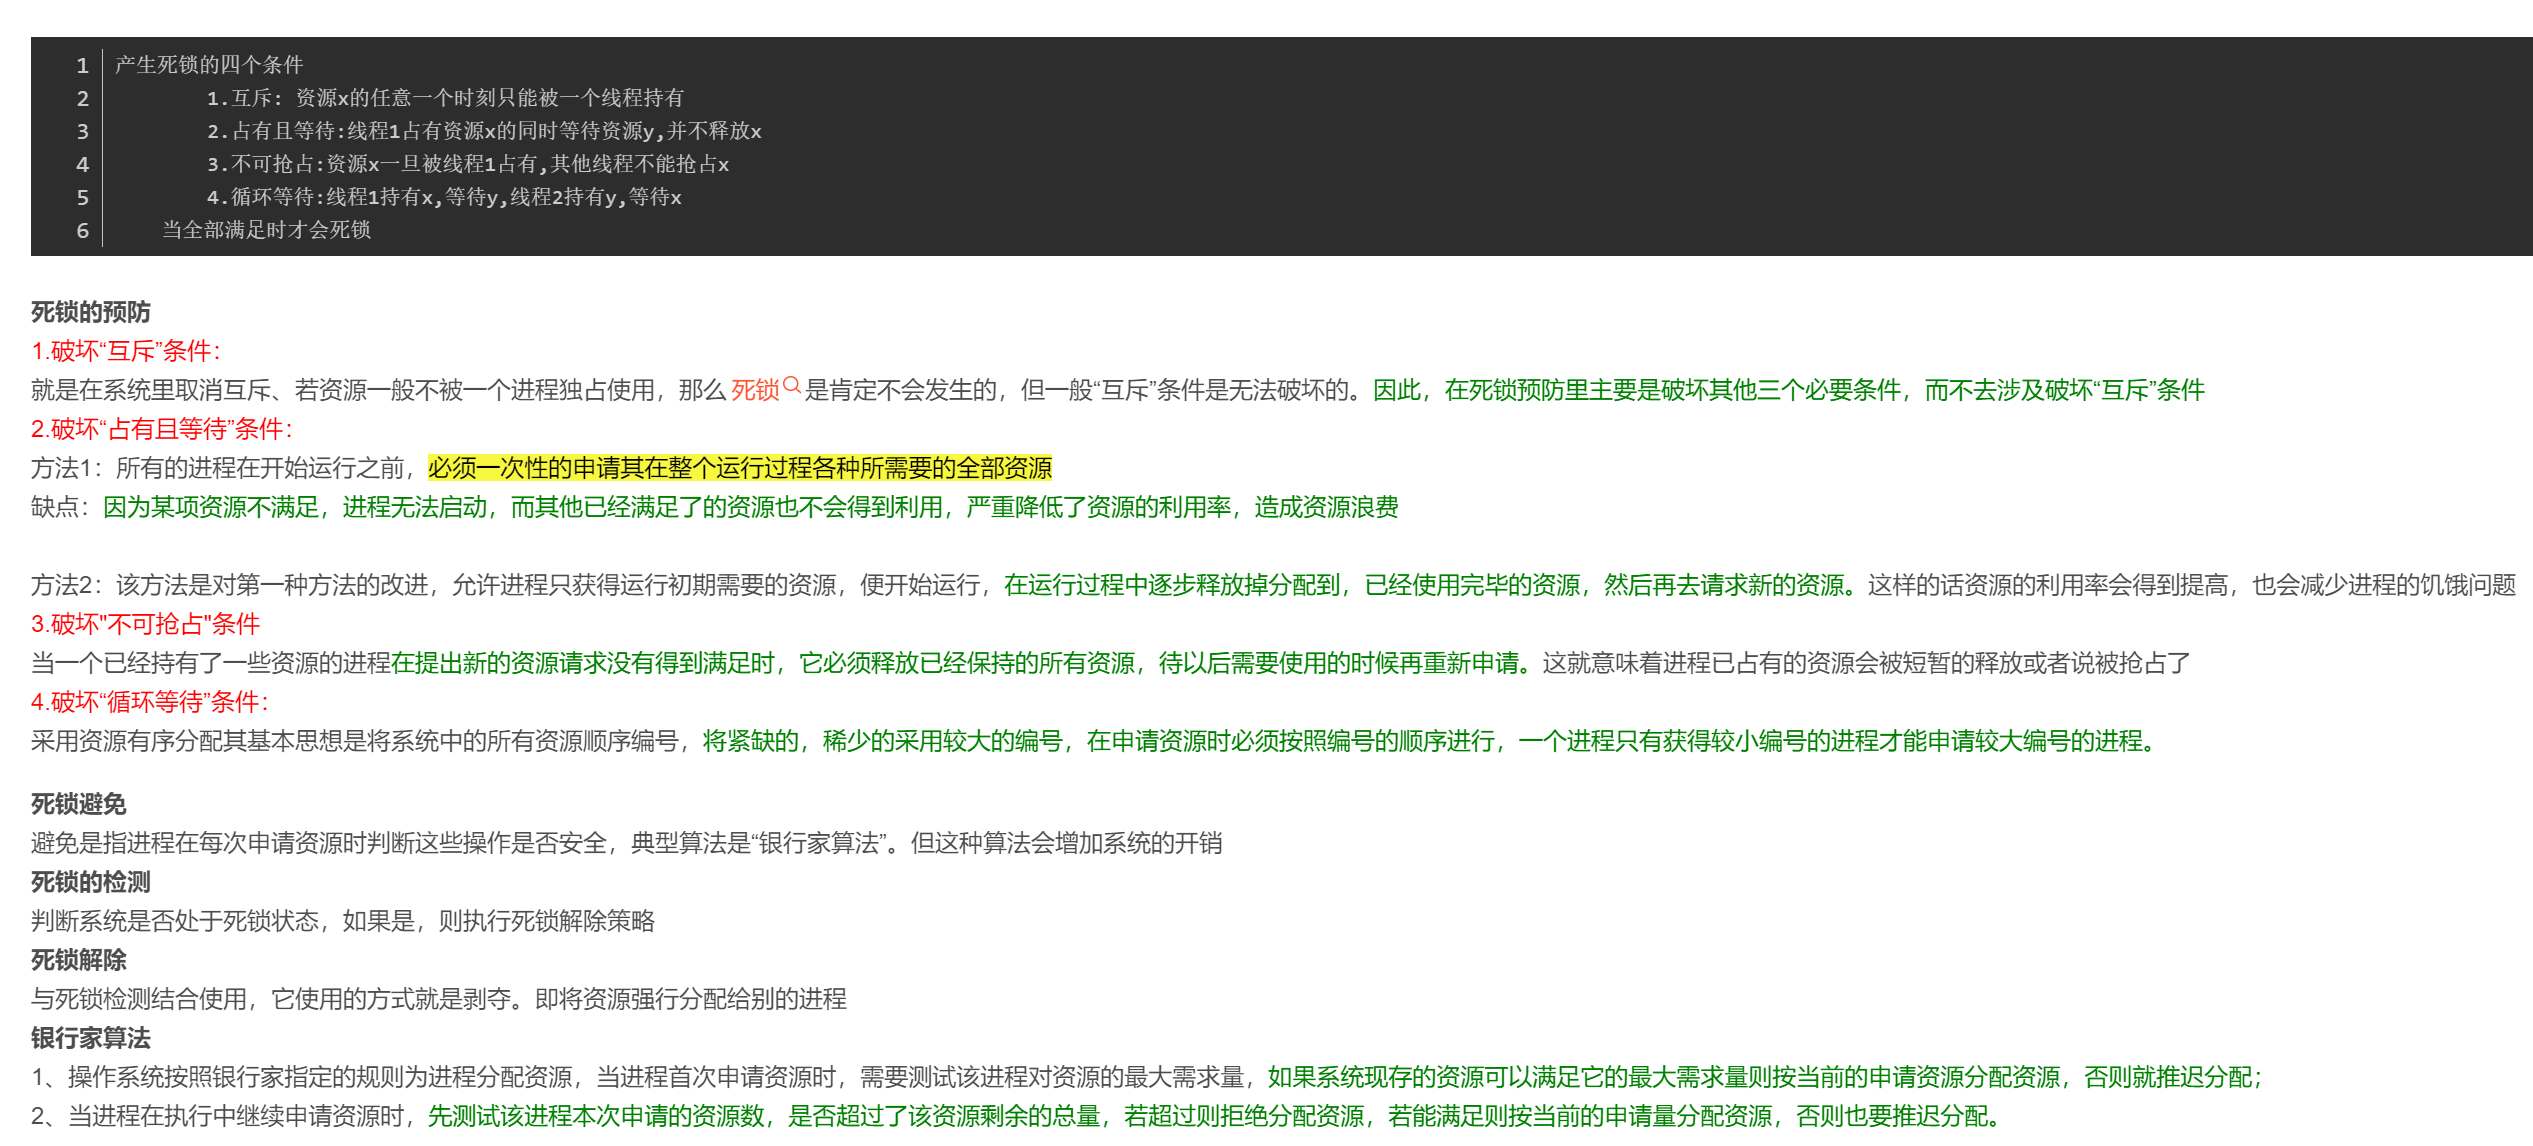 1 产生死锁的四个条件
2 1.互斥: 资源x的任意一个时刻只能被一个线程持有
3 2.占有且等待:线程1占有资源x的同时等待资源y,并不释放x
4 3.不可抢占:资源x一旦被线程1占有,其他线程不能抢占x
5 4.循环等待:线程1持有x,等待y,线程2持有y,等待x
6 当全部满足时才会死锁
死锁的预防
1.破坏“互斥”条件：
就是在系统里取消互斥、若资源一般不被一个进程独占使用，那么死锁是肯定不会发生的，但一般“互斥”条件是无法破坏的。因此，在死锁预防里主要是破坏其他三个必要条件，而不去涉及破坏“互斥”条件
2.破坏“占有且等待”条件：
方法1：所有的进程在开始运行之前，必须一次性的申请其在整个运行过程各种所需要的全部资源
缺点：因为某项资源不满足，进程无法启动，而其他已经满足了的资源也不会得到利用，严重降低了资源的利用率，造成资源浪费
方法2：该方法是对第一种方法的改进，允许进程只获得运行初期需要的资源，便开始运行，在运行过程中逐步释放掉分配到，已经使用完毕的资源，然后再去请求新的资源。这样的话资源的利用率会得到提高，也会减少进程的饥饿问题
3.破坏"不可抢占"条件
当一个已经持有了一些资源的进程在提出新的资源请求没有得到满足时，它必须释放已经保持的所有资源，待以后需要使用的时候再重新申请。这就意味着进程已占有的资源会被短暂的释放或者说被抢占了
4.破坏“循环等待”条件：
采用资源有序分配其基本思想是将系统中的所有资源顺序编号，将紧缺的，稀少的采用较大的编号，在申请资源时必须按照编号的顺序进行，一个进程只有获得较小编号的进程才能申请较大编号的进程。
死锁避免
避免是指进程在每次申请资源时判断这些操作是否安全，典型算法是“银行家算法”。但这种算法会增加系统的开销
死锁的检测
判断系统是否处于死锁状态，如果是，则执行死锁解除策略
死锁解除
与死锁检测结合使用，它使用的方式就是剥夺。即将资源强行分配给别的进程
银行家算法
1、操作系统按照银行家指定的规则为进程分配资源，当进程首次申请资源时，需要测试该进程对资源的最大需求量，如果系统现存的资源可以满足它的最大需求量则按当前的申请资源分配资源，否则就推迟分配；
2、当进程在执行中继续申请资源时，先测试该进程本次申请的资源数，是否超过了该资源剩余的总量，若超过则拒绝分配资源，若能满足则按当前的申请量分配资源，否则也要推迟分配。